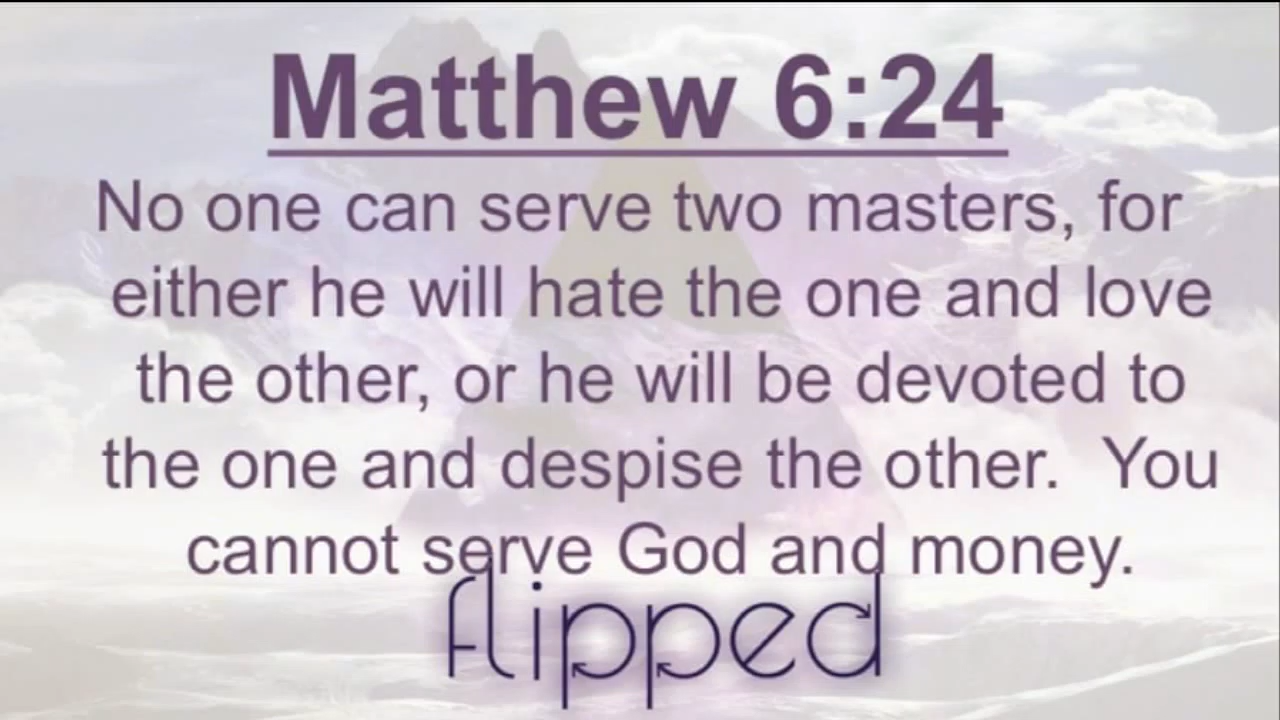 Matthew 6:24
No one can serve two masters, for
either he will hate the one and love
the other, or he will be devoted to
the one and despise the other.  You
cannot serve God and money.
flipped